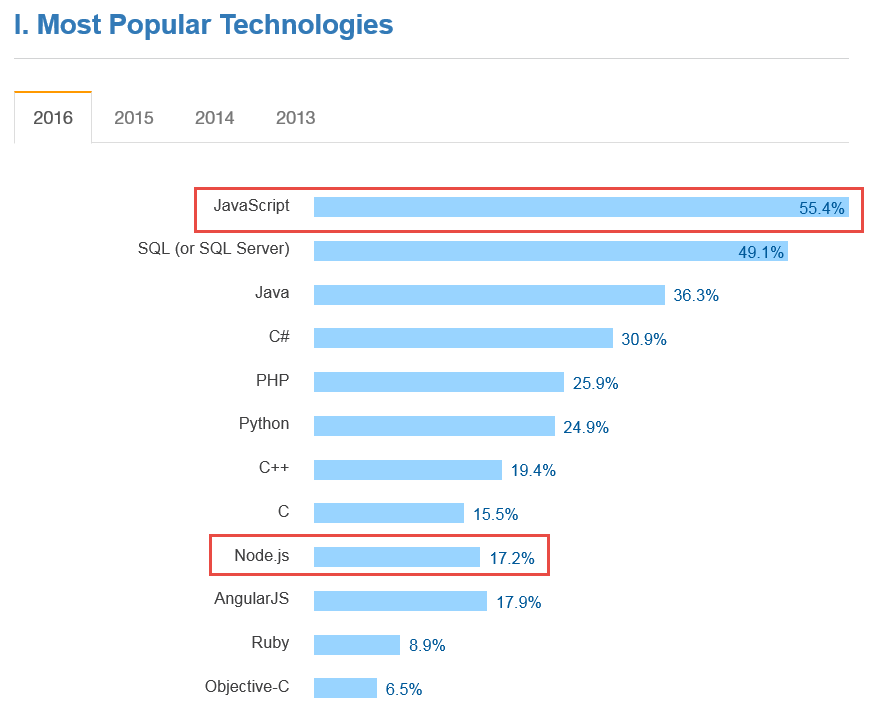 I. Most Popular Technologies
2016 2015 2014 2013
JavaScript 55.4%
SQL (or SQL Server) 49.1%
Java 36.3%
C# 30.9%
PHP 25.9%
Python 24.9%
C++ 19.4%
C 15.5%
Node.js 17.2%
AngularJS 17.9%
Ruby 8.9%
Objective-C 6.5%